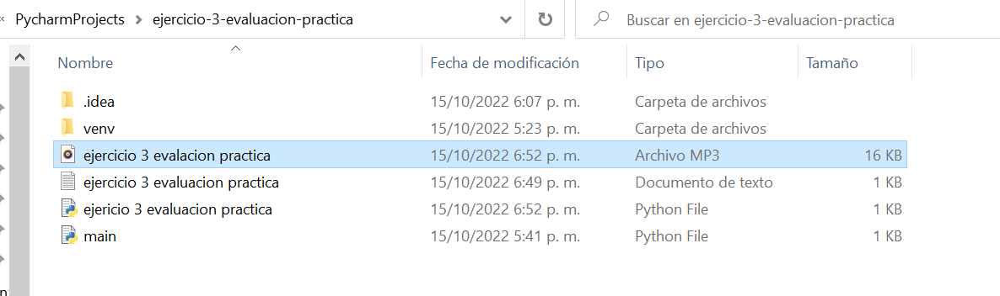 PycharmProjects > ejercicio-3-evaluacion-practica Buscar en ejercicio-3-evaluacion-practica
Nombre Fecha de modificación Tipo Tamaño
.idea 15/10/2022 6:07 p. m. Carpeta de archivos
venv 15/10/2022 5:23 p. m. Carpeta de archivos
ejercicio 3 evalacion practica 15/10/2022 6:52 p. m. Archivo MP3 16 KB
ejercicio 3 evaluacion practica 15/10/2022 6:49 p. m. Documento de texto 1 KB
ejericio 3 evaluacion practica 15/10/2022 6:52 p. m. Python File 1 KB
main 15/10/2022 5:41 p. m. Python File 1 KB